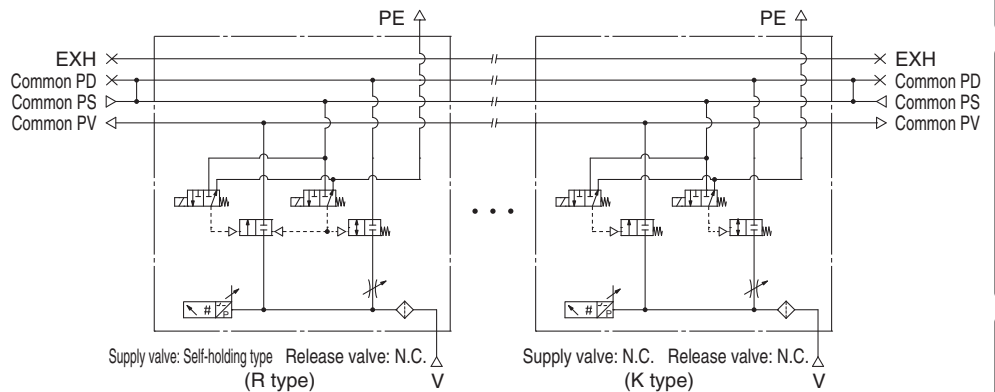 PE PE
EXH EXH
Common PD Common PD
Common PS Common PS
Common PV Common PV
• • •
# P # P
Supply valve: Self-holding type Release valve: N.C. Supply valve: N.C. Release valve: N.C.
(R type) V (K type) V